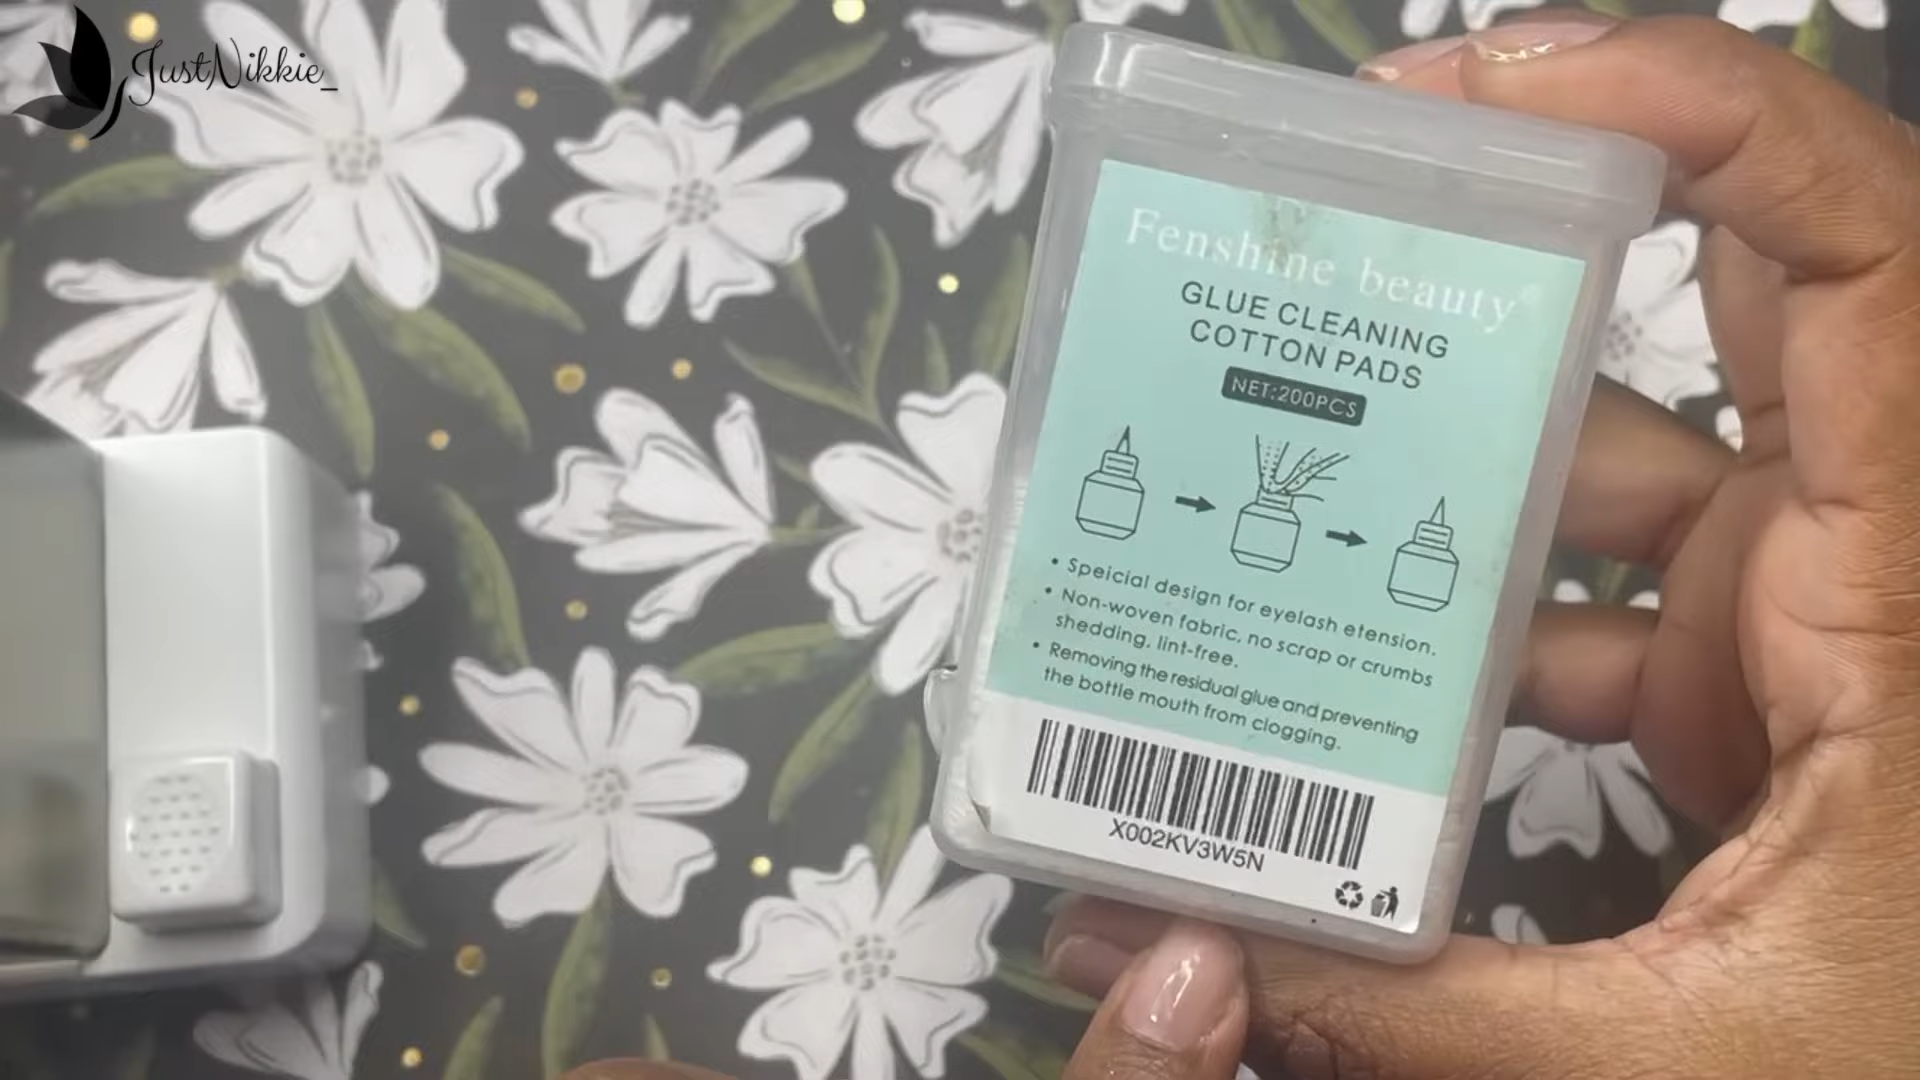 JustNikkie_
Fenshine beauty®
GLUE CLEANING
COTTON PADS
NET:200PCS
• Speicial design for eyelash etension.
• Non-woven fabric, no scrap or crumbs
shedding, lint-free.
• Removing the residual glue and preventing
the bottle mouth from clogging.
X002KV3W5N